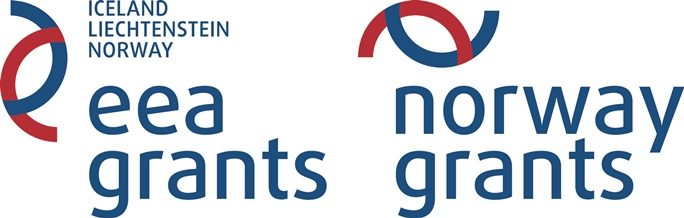 ICELAND
LIECHTENSTEIN
NORWAY
eea
grants
norway
grants